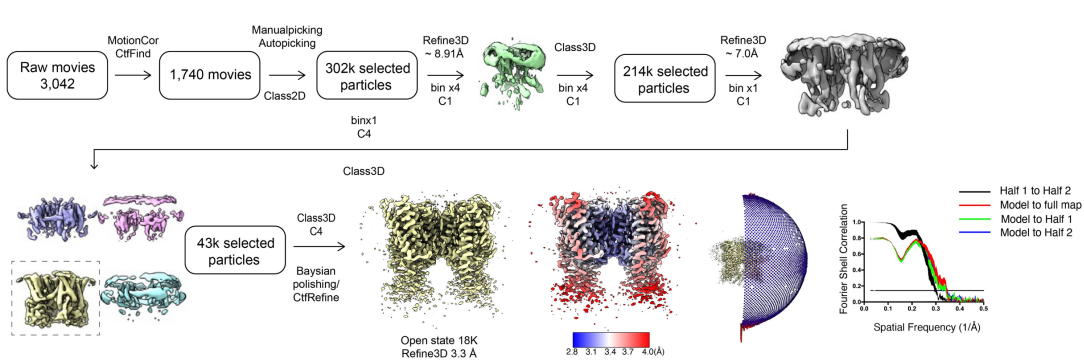 Raw movies
3,042
MotionCor
CtfFind
1,740 movies
Manualpicking
Autopicking
Class2D
302k selected
particles
Refine3D
~ 8.91Å
bin x4
C1
Class3D
bin x4
C1
214k selected
particles
Refine3D
~ 7.0Å
bin x1
C1
binx1
C4
Class3D
43k selected
particles
Class3D
C4
Baysian
polishing/
CtfRefine
Open state 18K
Refine3D 3.3 Å
2.8 3.1 3.4 3.7 4.0(Å)
Half 1 to Half 2
Model to full map
Model to Half 1
Model to Half 2
Fourier Shell Correlation
1.0
0.8
0.6
0.4
0.2
0.0
0.0 0.1 0.2 0.3 0.4 0.5
Spatial Frequency (1/Å)